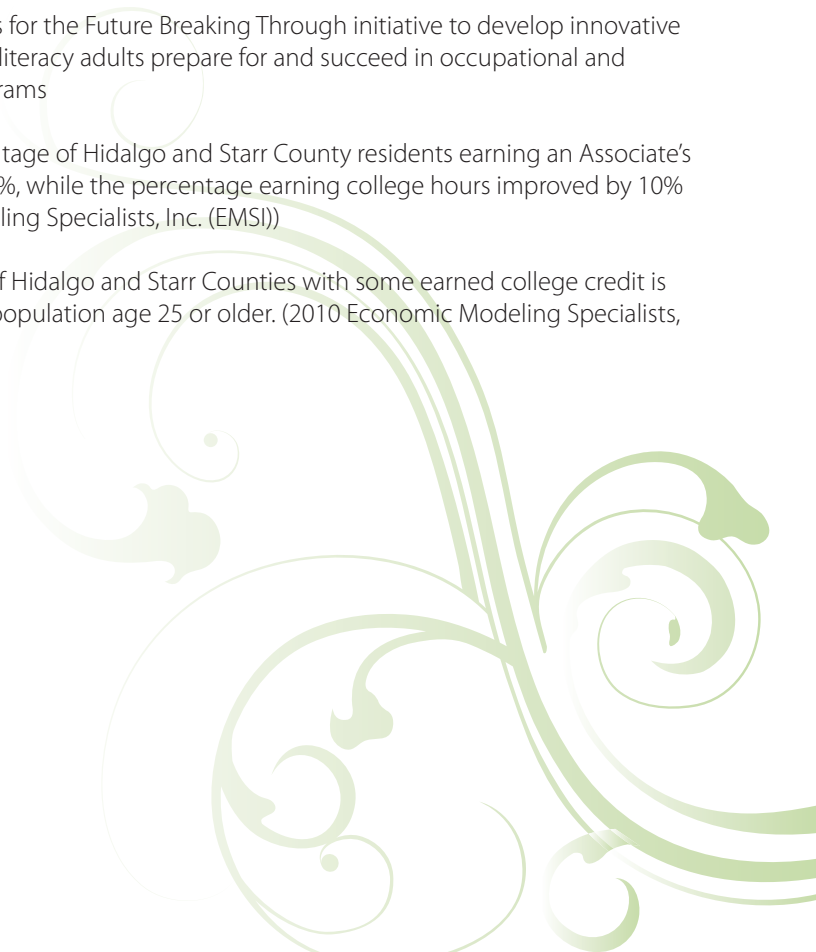 s for the Future Breaking Through initiative to develop innovative
literacy adults prepare for and succeed in occupational and
rams
tage of Hidalgo and Starr County residents earning an Associate’s
%, while the percentage earning college hours improved by 10%
ling Specialists, Inc. (EMSI))
f Hidalgo and Starr Counties with some earned college credit is
population age 25 or older. (2010 Economic Modeling Specialists,